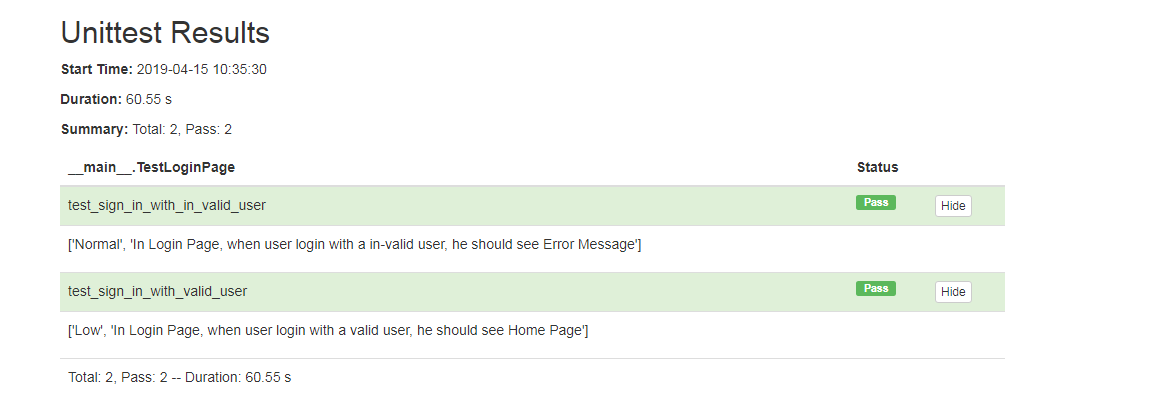 Unittest Results
Start Time: 2019-04-15 10:35:30
Duration: 60.55 s
Summary: Total: 2, Pass: 2
__main__.TestLoginPage Status
test_sign_in_with_in_valid_user Pass Hide
['Normal', 'In Login Page, when user login with a in-valid user, he should see Error Message']
test_sign_in_with_valid_user Pass Hide
['Low', 'In Login Page, when user login with a valid user, he should see Home Page']
Total: 2, Pass: 2 -- Duration: 60.55 s